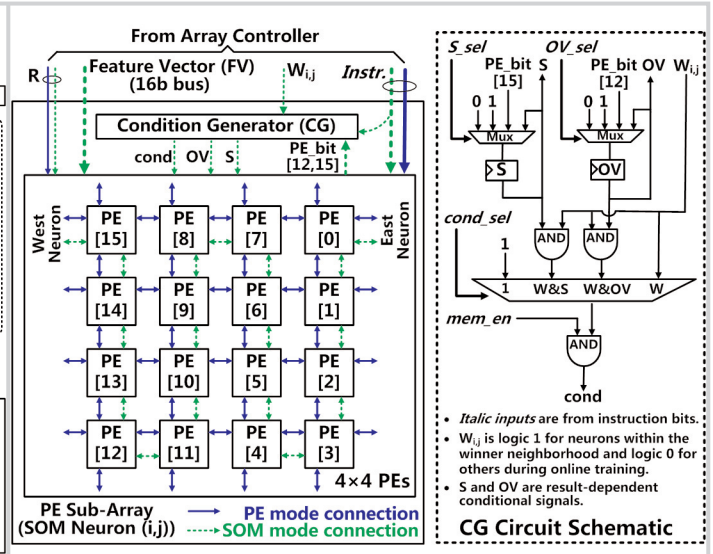 From Array Controller
R
Feature Vector (FV)
(16b bus)
Wi,j
Instr.
Condition Generator (CG)
cond
OV
S
PE_bit
[12,15]
West
Neuron
East
Neuron
PE
[15]
PE
[8]
PE
[7]
PE
[0]
PE
[14]
PE
[9]
PE
[6]
PE
[1]
PE
[13]
PE
[10]
PE
[5]
PE
[2]
PE
[12]
PE
[11]
PE
[4]
PE
[3]
4×4 PEs
PE Sub-Array
(SOM Neuron (i,j))
PE mode connection
SOM mode connection
S_sel
PE_bit
[15]
S
OV_sel
PE_bit
[12]
OV
Wi,j
0 1
0 1
Mux
Mux
S
OV
cond_sel
1
AND
AND
1
W&S
W&OV
W
mem_en
AND
cond
• Italic inputs are from instruction bits.
• Wi,j is logic 1 for neurons within the
winner neighborhood and logic 0 for
others during online training.
• S and OV are result-dependent
conditional signals.
CG Circuit Schematic